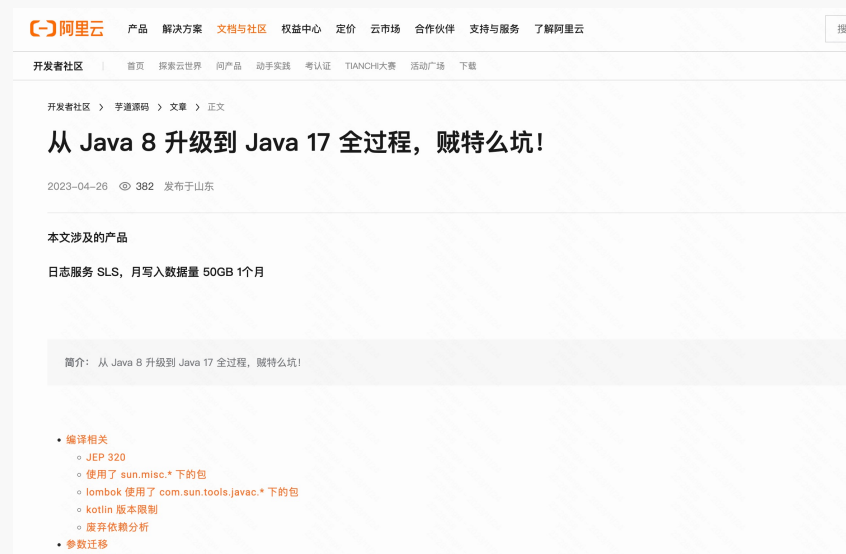 阿里云 产品 解决方案 文档与社区 权益中心 定价 云市场 合作伙伴 支持与服务 了解阿里云 搜
开发者社区 首页 探索云世界 问产品 动手实践 考认证 TIANCHI大赛 活动广场 下载
开发者社区 > 芋道源码 > 文章 > 正文
从 Java 8 升级到 Java 17 全过程，贼特么坑！
2023-04-26 382 发布于山东
本文涉及的产品
日志服务 SLS，月写入数据量 50GB 1个月
简介： 从 Java 8 升级到 Java 17 全过程，贼特么坑！
编译相关
JEP 320
使用了 sun.misc.* 下的包
lombok 使用了 com.sun.tools.javac.* 下的包
kotlin 版本限制
废弃依赖分析
参数迁移